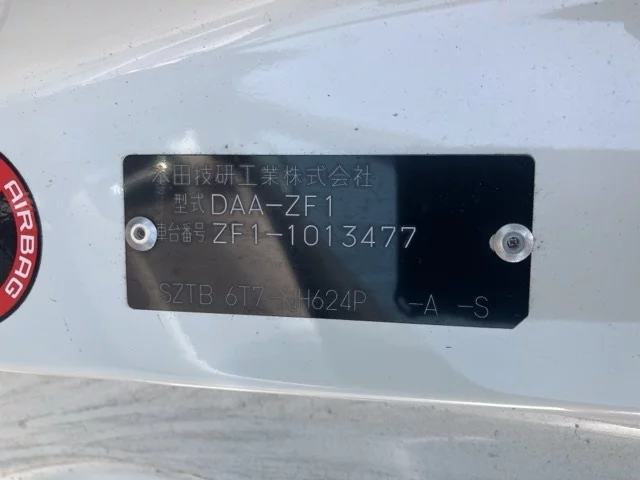 本田技研工業株式会社
型式 DAA-ZF1
車台番号 ZF1-1013477
SZTB 6T7-NH624P -A -S
AIRBAG